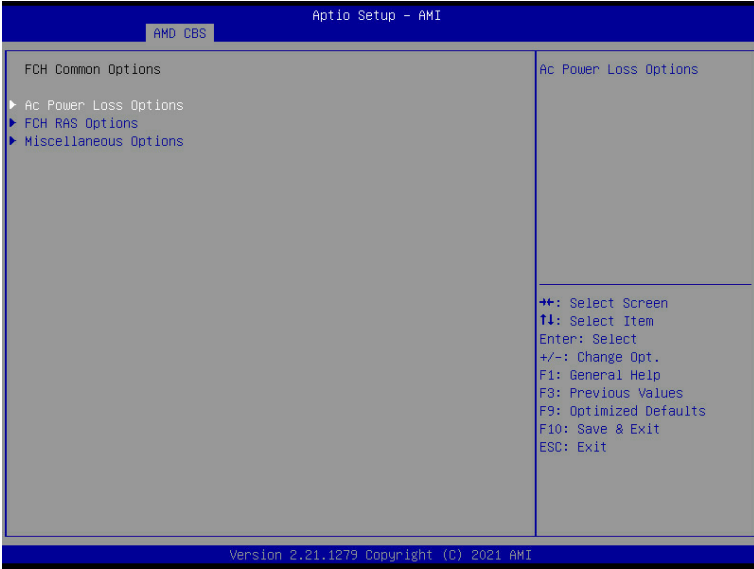 Aptio Setup – AMI
AMD CBS
FCH Common Options
Ac Power Loss Options
FCH RAS Options
Miscellaneous Options
Ac Power Loss Options
→←: Select Screen
↑↓: Select Item
Enter: Select
+/-: Change Opt.
F1: General Help
F3: Previous Values
F9: Optimized Defaults
F10: Save & Exit
ESC: Exit
Version 2.21.1279 Copyright (C) 2021 AMI